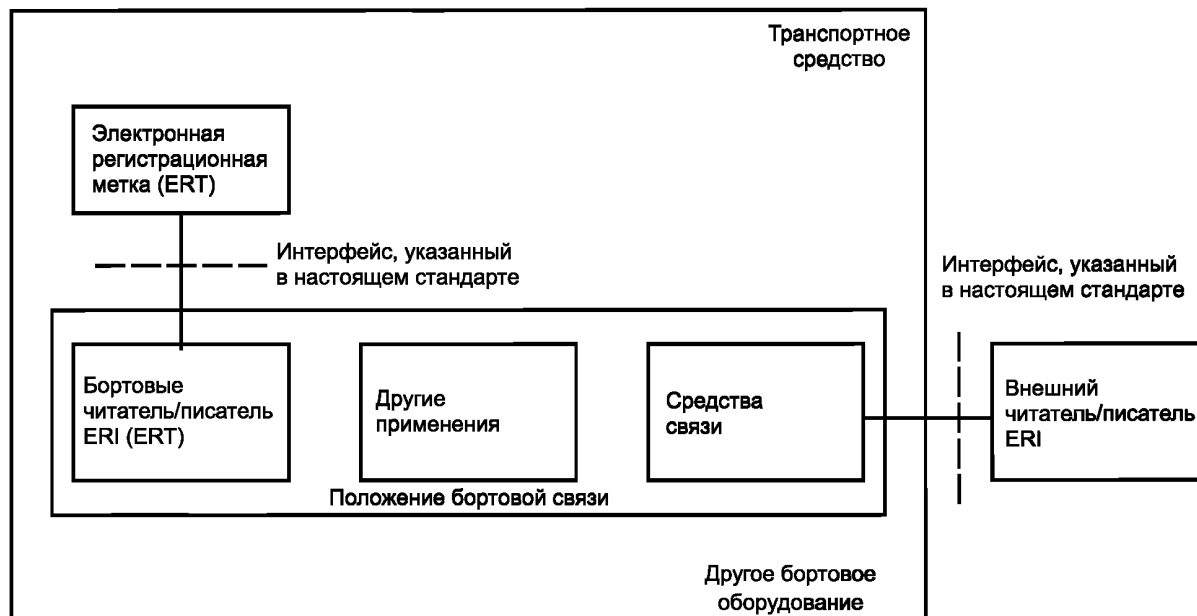 Транспортное
средство
Электронная
регистрационная
метка (ERT)
Интерфейс, указанный
в настоящем стандарте
Интерфейс, указанный
в настоящем стандарте
Бортовые
читатель/писатель
ERI (ERT)
Другие
применения
Средства
связи
Внешний
читатель/писатель
ERI
Положение бортовой связи
Другое бортовое
оборудование